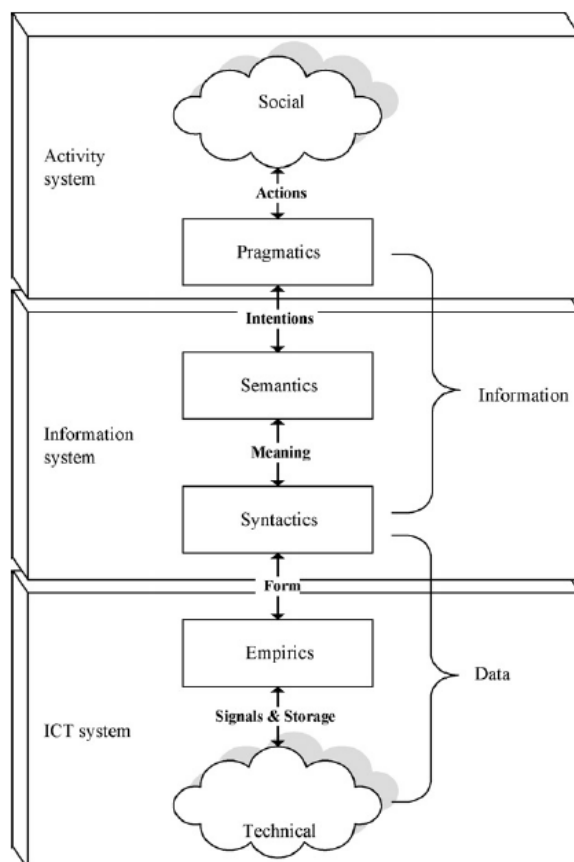 Social
Activity
system
Actions
Pragmatics
Intentions
Semantics
Information
Information
system
Meaning
Syntactics
Form
Empirics
Data
Signals & Storage
ICT system
Technical